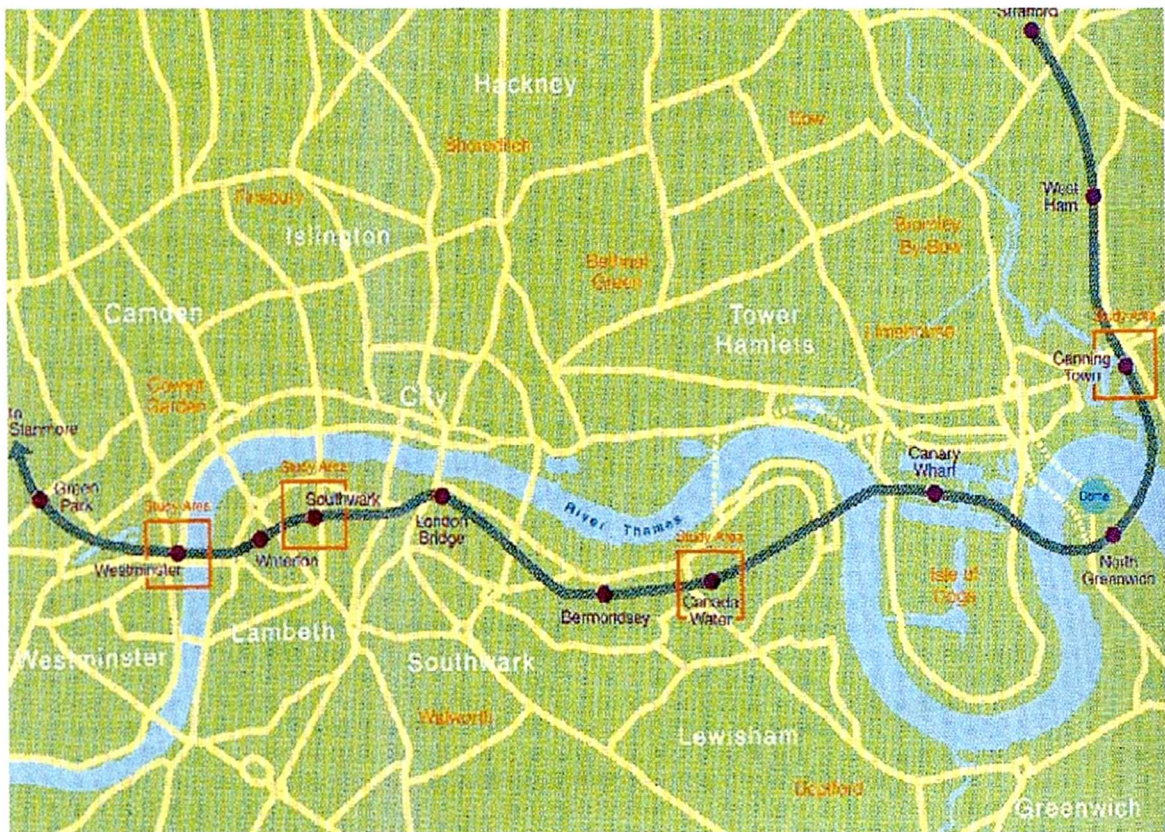 Stratford
Hackney
Bow
Shoreditch
West
Ham
Finsbury
Islington
Bromley
By-Bow
Bethnal
Green
Camden
Tower
Hamlets
Limehouse
Study Area
Canning
Town
Covent
Garden
City
to
Stanmore
Study Area
Canary
Wharf
Green
Park
Study Area
Southwark
Dome
London
Bridge
River Thames
Study Area
Westminster
Waterloo
North
Greenwich
Isle of
Dogs
Bermondsey
Canada
Water
Lambeth
Westminster
Southwark
Walworth
Lewisham
Deptford
Greenwich